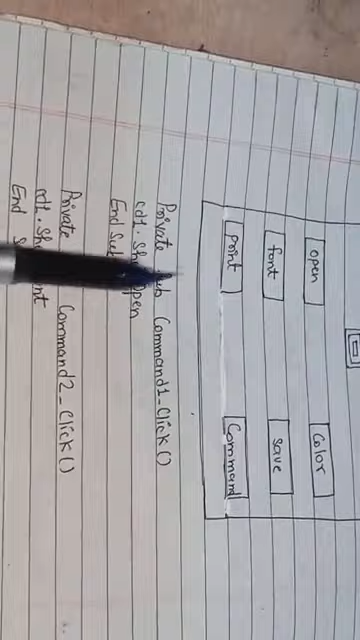 open Color
font save
print Command
Private Sub Command1_Click()
cdl.Sh Open
End Sub
Private Command2_Click()
cdl.Sh nt
End S